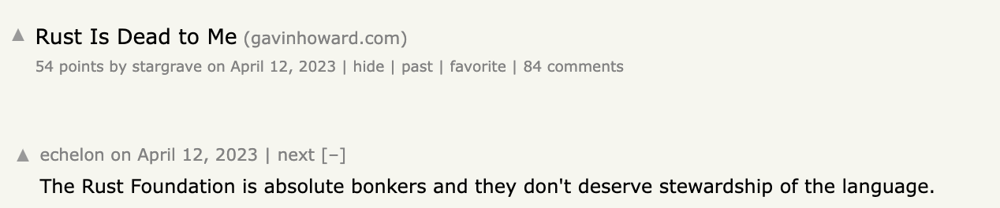 ▲ Rust Is Dead to Me (gavinhoward.com)
54 points by stargrave on April 12, 2023 | hide | past | favorite | 84 comments
▲ echelon on April 12, 2023 | next [–]
The Rust Foundation is absolute bonkers and they don't deserve stewardship of the language.